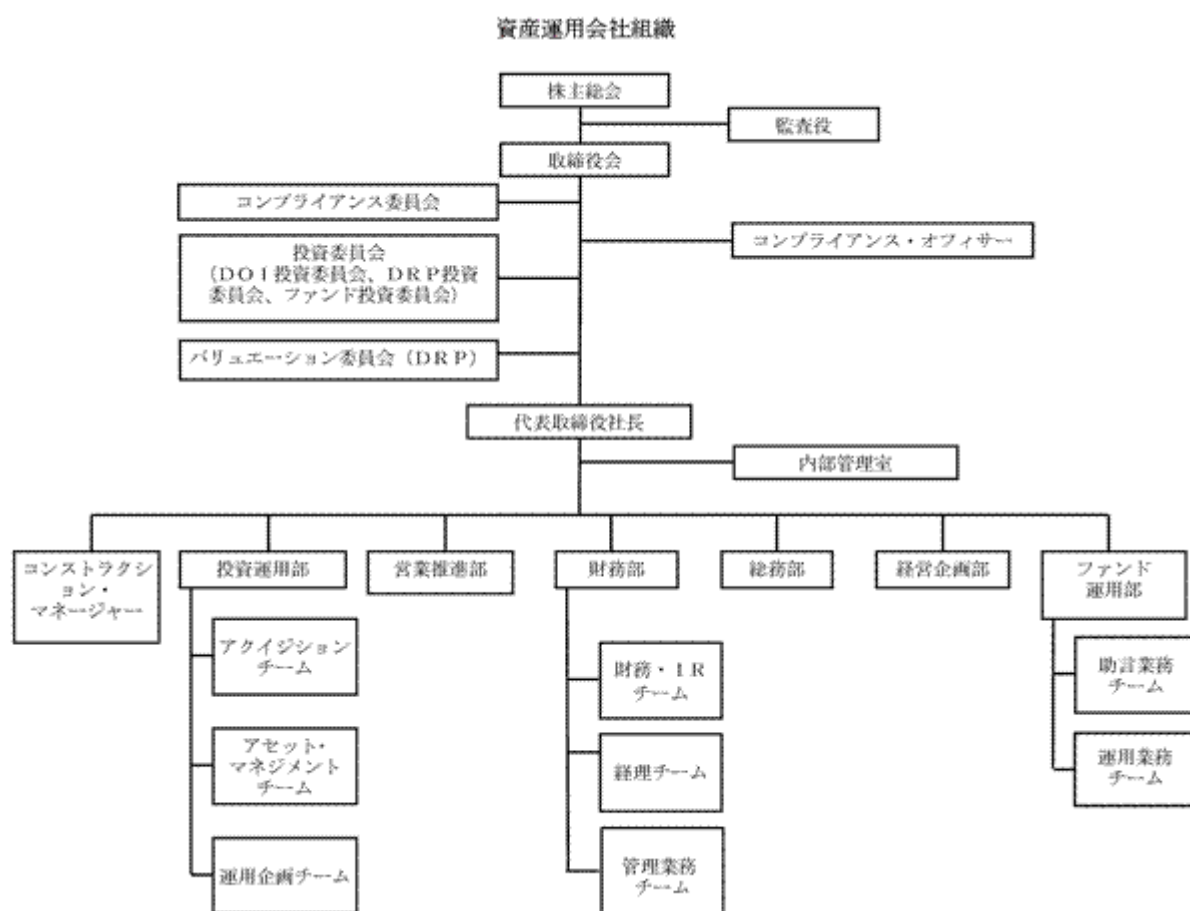 資産運用会社組織
株主総会
監査役
取締役会
コンプライアンス委員会
コンプライアンス・オフィサー
投資委員会
(DOI投資委員会、DRP投資
委員会、ファンド投資委員会)
バリュエーション委員会(DRP)
代表取締役社長
内部管理室
コンストラクシ
ョン・
マネージャー
投資運用部
営業推進部
財務部
総務部
経営企画部
ファンド
運用部
アクイジション
チーム
アセット・
マネジメント
チーム
運用企画チーム
財務・IR
チーム
経理チーム
管理業務
チーム
助言業務
チーム
運用業務
チーム